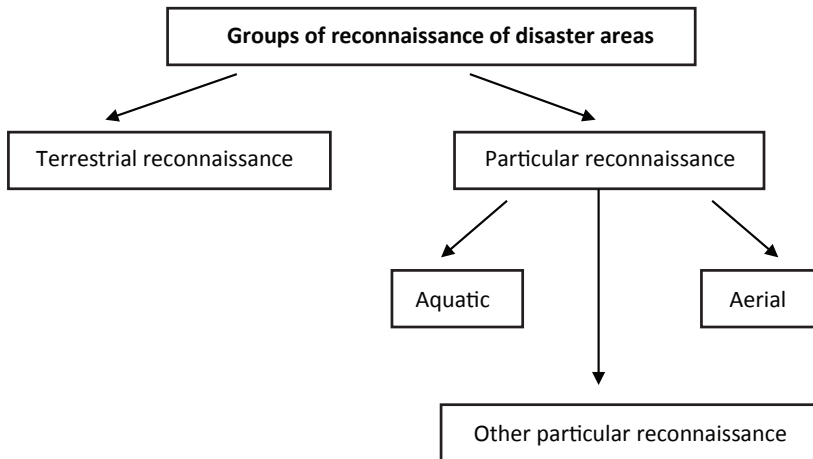 Groups of reconnaissance of disaster areas
Terrestrial reconnaissance
Particular reconnaissance
Aquatic
Aerial
Other particular reconnaissance